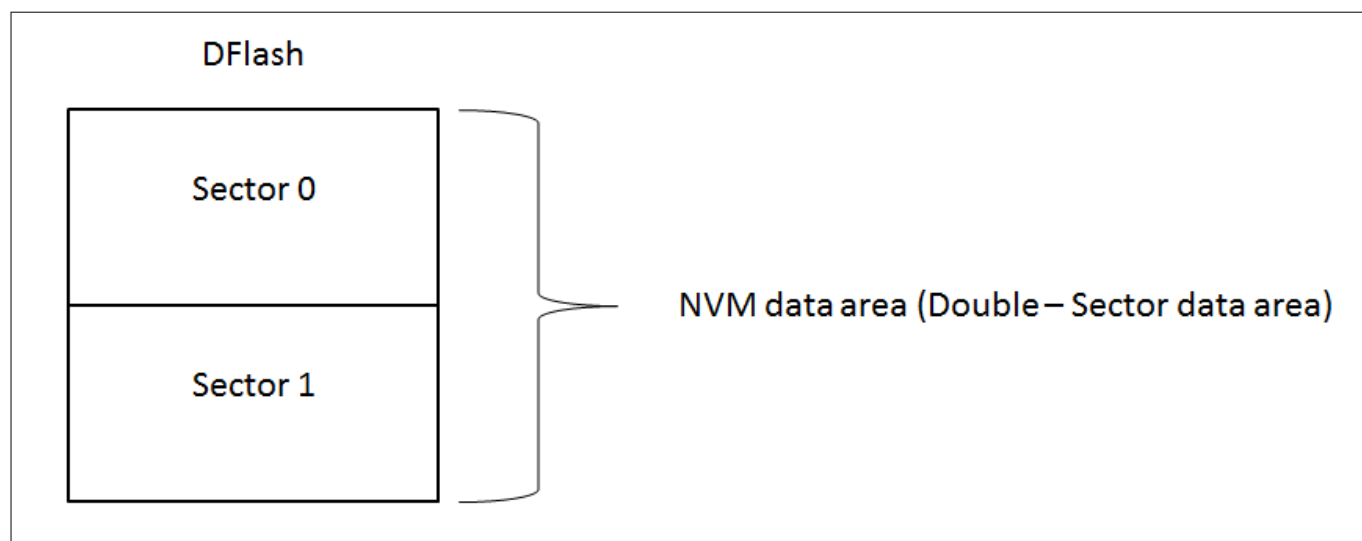 DFlash
Sector 0
NVM data area (Double – Sector data area)
Sector 1